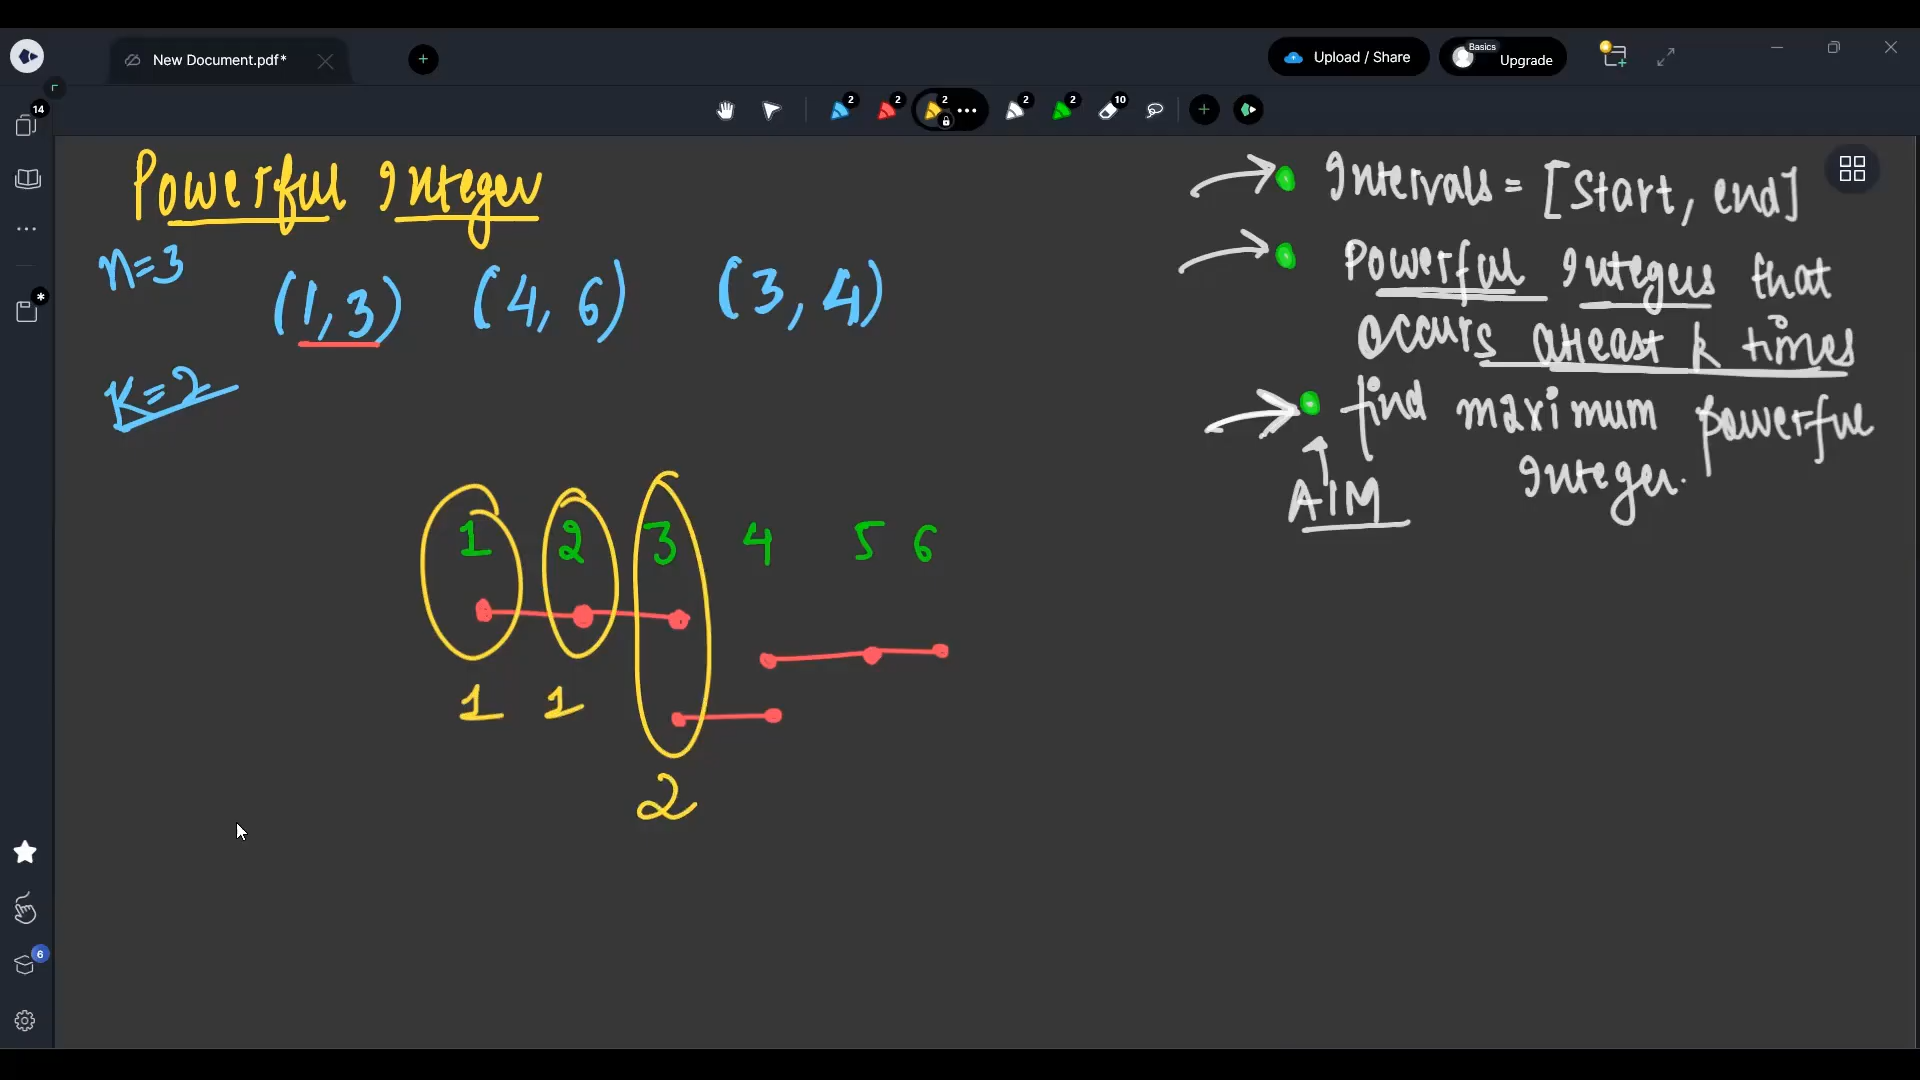 New Document.pdf*
Upload / Share
Basics
Upgrade
14
2
2
2
2
2
10
Powerful Integer
n=3
(1,3) (4,6) (3,4)
K=2
Intervals = [Start, end]
Powerful integers that
occurs atleast k times
find maximum powerful
integer.
AIM
1 2 3 4 5 6
1 1
2
6